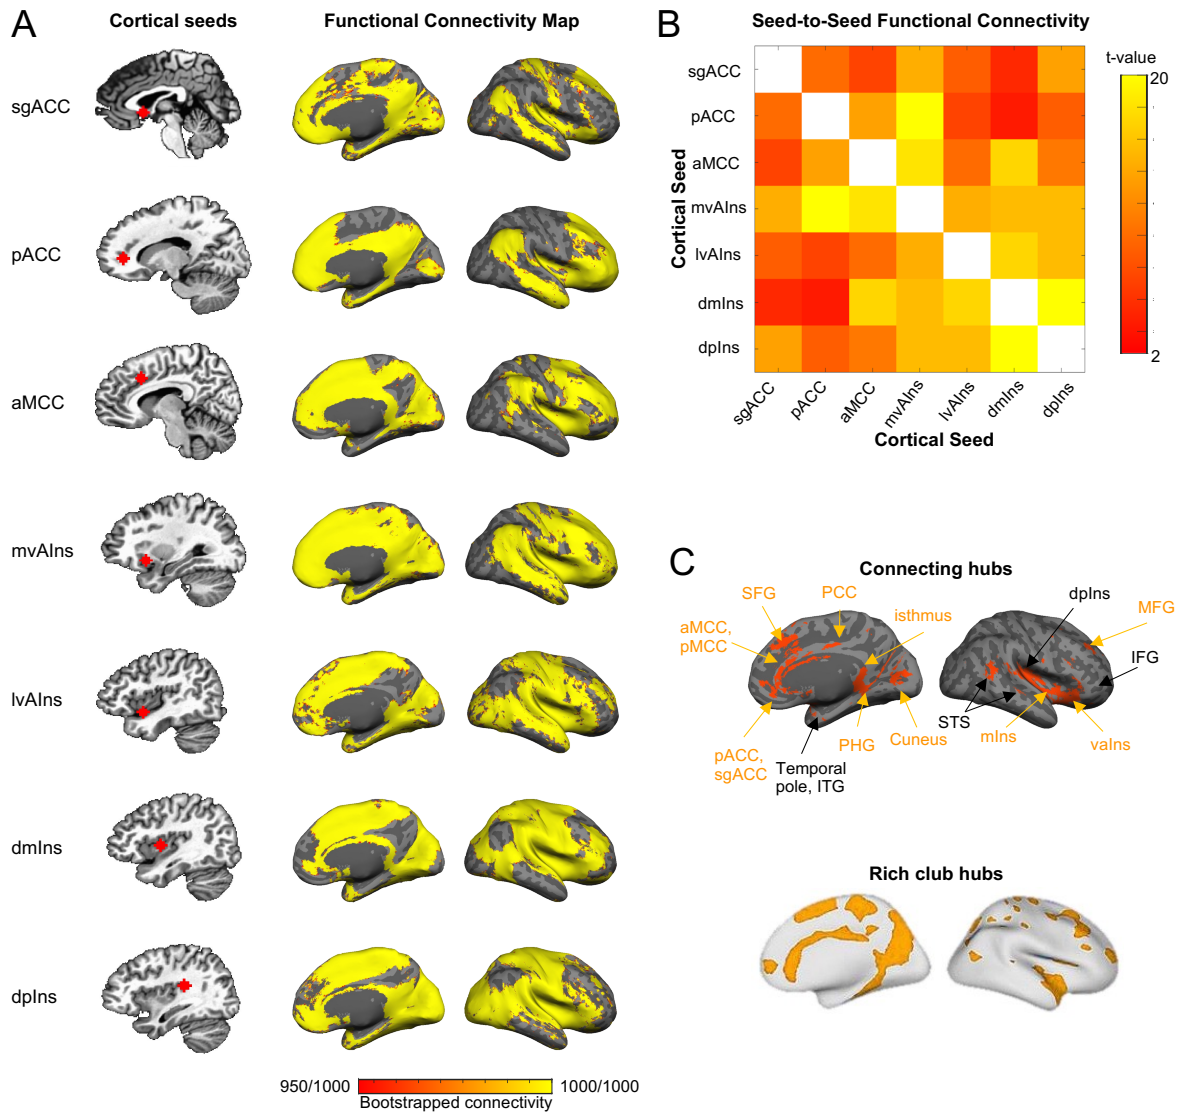 A
Cortical seeds
Functional Connectivity Map
sgACC
pACC
aMCC
mvAIns
lvAIns
dmIns
dpIns
950/1000
1000/1000
Bootstrapped connectivity
B
Seed-to-Seed Functional Connectivity
t-value
20
2
Cortical Seed
sgACC
pACC
aMCC
mvAIns
lvAIns
dmIns
dpIns
sgACC
pACC
aMCC
mvAIns
lvAIns
dmIns
dpIns
Cortical Seed
C
Connecting hubs
SFG
PCC
isthmus
dpIns
MFG
aMCC,
pMCC
IFG
STS
mIns
vaIns
pACC,
sgACC
Temporal
pole, ITG
PHG
Cuneus
Rich club hubs